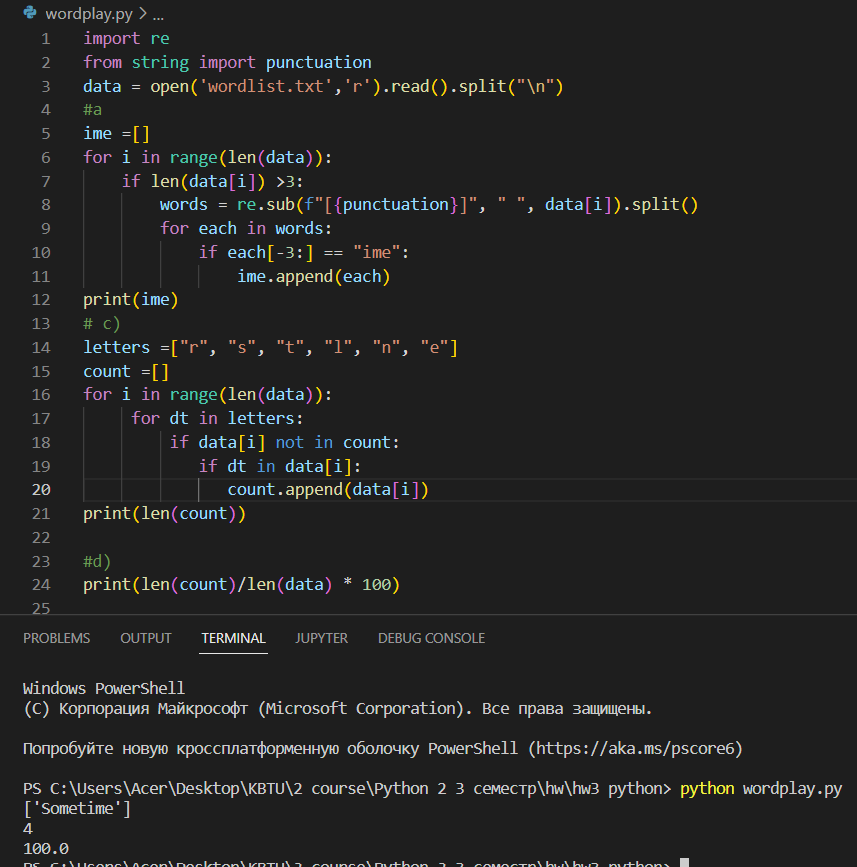 wordplay.py > ...
1 import re
2 from string import punctuation
3 data = open('wordlist.txt','r').read().split("\n")
4 #a
5 ime =[]
6 for i in range(len(data)):
7     if len(data[i]) >3:
8         words = re.sub(f"[{punctuation}]", " ", data[i]).split()
9         for each in words:
10             if each[-3:] == "ime":
11                 ime.append(each)
12 print(ime)
13 # c)
14 letters =["r", "s", "t", "l", "n", "e"]
15 count =[]
16 for i in range(len(data)):
17      for dt in letters:
18          if data[i] not in count:
19             if dt in data[i]:
20                count.append(data[i])
21 print(len(count))
22
23 #d)
24 print(len(count)/len(data) * 100)
25
PROBLEMS OUTPUT TERMINAL JUPYTER DEBUG CONSOLE
Windows PowerShell
(C) Корпорация Майкрософт (Microsoft Corporation). Все права защищены.
Попробуйте новую кроссплатформенную оболочку PowerShell (https://aka.ms/pscore6)
PS C:\Users\Acer\Desktop\KBTU\2 course\Python 2 3 семестр\hw\hw3 python> python wordplay.py
['Sometime']
4
100.0
PS C:\Users\Acer\Desktop\KBTU\2 course\Python 2 3 семестр\hw\hw3 python>